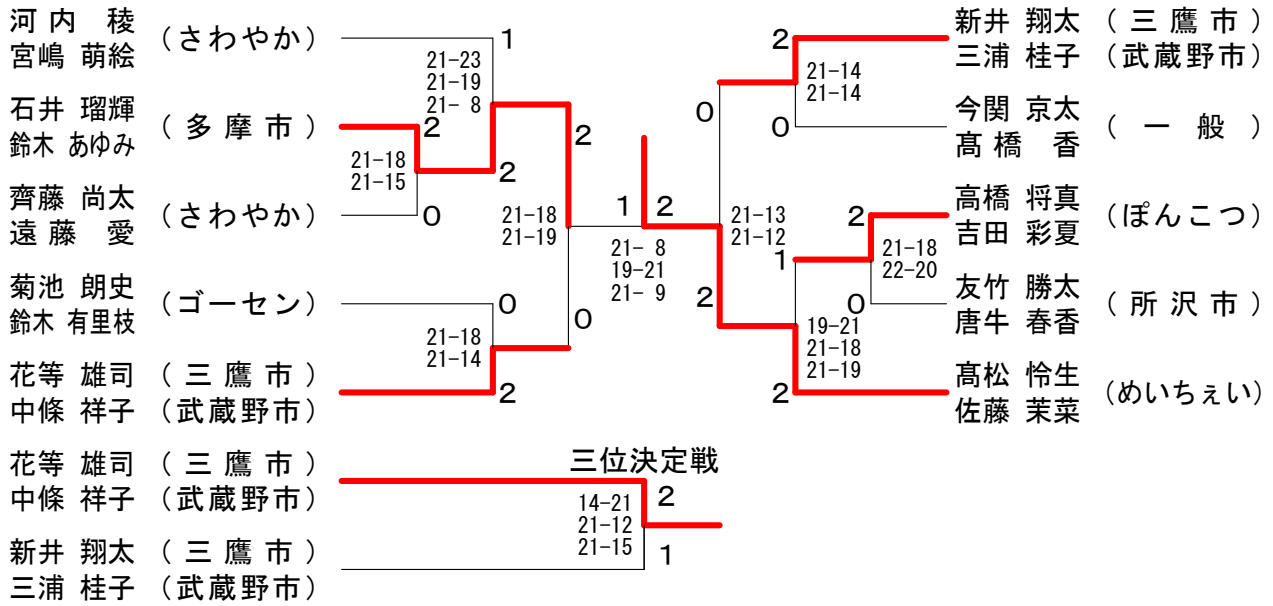 河内 稜
宮嶋 萌絵
(さわやか)
1
21-23
21-19
21- 8
石井 瑠輝
鈴木 あゆみ
(多摩市)
2
21-18
21-15
2
齊藤 尚太
遠藤 愛
(さわやか)
0
2
21-18
21-19
菊池 朗史
鈴木 有里枝
(ゴーセン)
0
0
21-18
21-14
花等 雄司 (三鷹市)
中條 祥子 (武蔵野市)
2
1
2
21- 8
19-21
21- 9
新井 翔太 (三鷹市)
三浦 桂子 (武蔵野市)
2
21-14
21-14
0
今関 京太
髙橋 香
(一般)
0
21-13
21-12
高橋 将真
吉田 彩夏
(ぽんこつ)
2
21-18
22-20
1
友竹 勝太
唐牛 春香
(所沢市)
0
2
19-21
21-18
21-19
髙松 怜生
佐藤 茉菜
(めいちぇい)
2
三位決定戦
花等 雄司 (三鷹市)
中條 祥子 (武蔵野市)
2
14-21
21-12
21-15
新井 翔太 (三鷹市)
三浦 桂子 (武蔵野市)
1